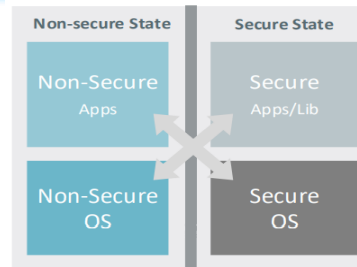 Non-secure State
Secure State
Non-Secure
Apps
Secure
Apps/Lib
Non-Secure
OS
Secure
OS